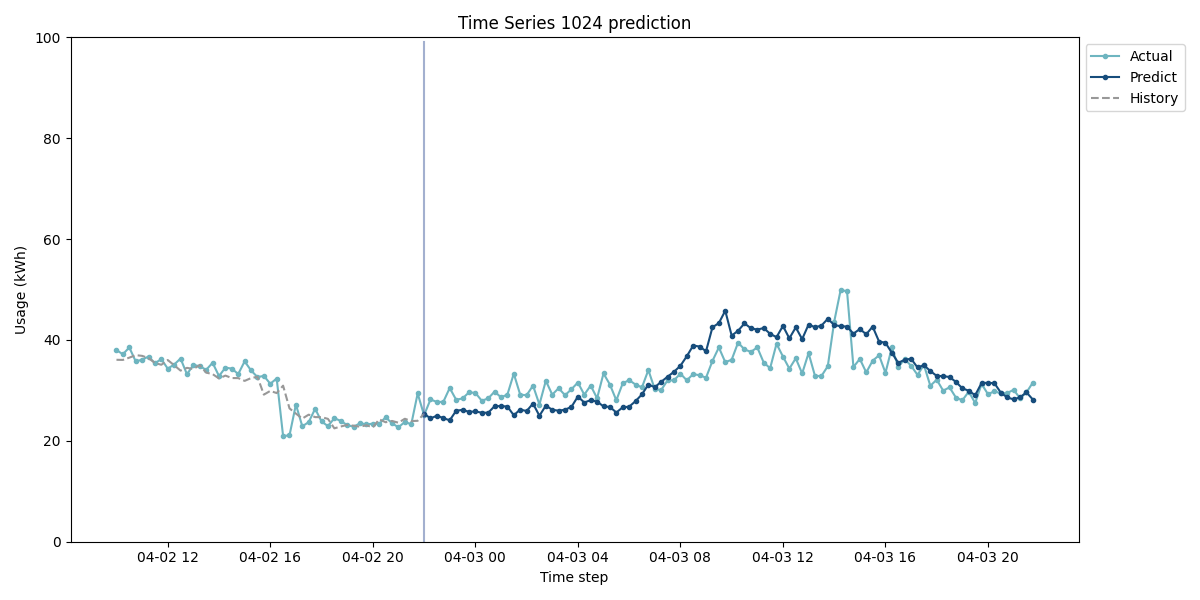 Time Series 1024 prediction
100
80
60
40
20
0
Usage (kWh)
04-02 12
04-02 16
04-02 20
04-03 00
04-03 04
04-03 08
04-03 12
04-03 16
04-03 20
Time step
Actual
Predict
History